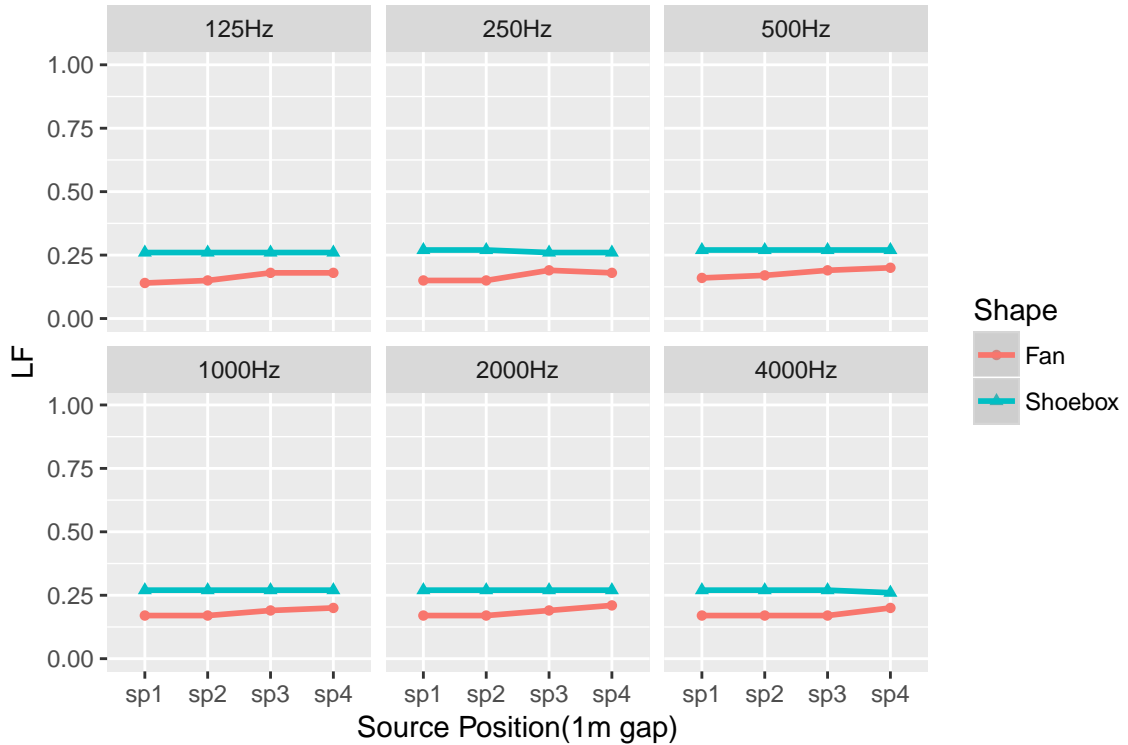 125Hz 250Hz 500Hz
1.00
0.75
0.50
0.25
0.00
1000Hz 2000Hz 4000Hz
1.00
0.75
0.50
0.25
0.00
sp1 sp2 sp3 sp4 sp1 sp2 sp3 sp4 sp1 sp2 sp3 sp4
Source Position(1m gap)
LF
Shape
Fan
Shoebox